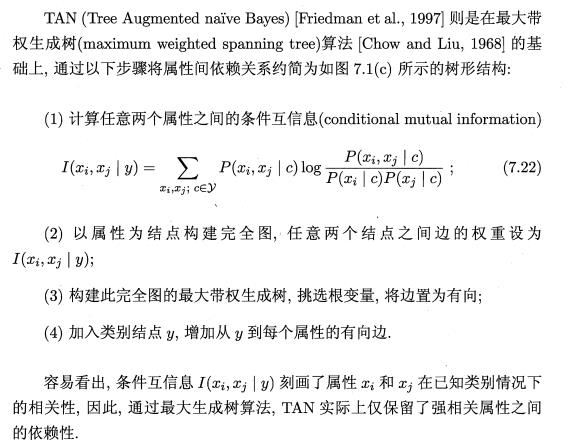 TAN (Tree Augmented naïve Bayes) [Friedman et al., 1997] 则是在最大带
权生成树(maximum weighted spanning tree)算法 [Chow and Liu, 1968] 的基
础上, 通过以下步骤将属性间依赖关系约简为如图 7.1(c) 所示的树形结构:
(1) 计算任意两个属性之间的条件互信息(conditional mutual information)
I(x_i, x_j | y) = ∑_{x_i,x_j; c∈𝒴} P(x_i, x_j | c) log P(x_i, x_j | c) / P(x_i | c)P(x_j | c) ; (7.22)
(2) 以属性为结点构建完全图, 任意两个结点之间边的权重设为
I(x_i, x_j | y);
(3) 构建此完全图的最大带权生成树, 挑选根变量, 将边置为有向;
(4) 加入类别结点 y, 增加从 y 到每个属性的有向边.
容易看出, 条件互信息 I(x_i, x_j | y) 刻画了属性 x_i 和 x_j 在已知类别情况下
的相关性, 因此, 通过最大生成树算法, TAN 实际上仅保留了强相关属性之间
的依赖性.